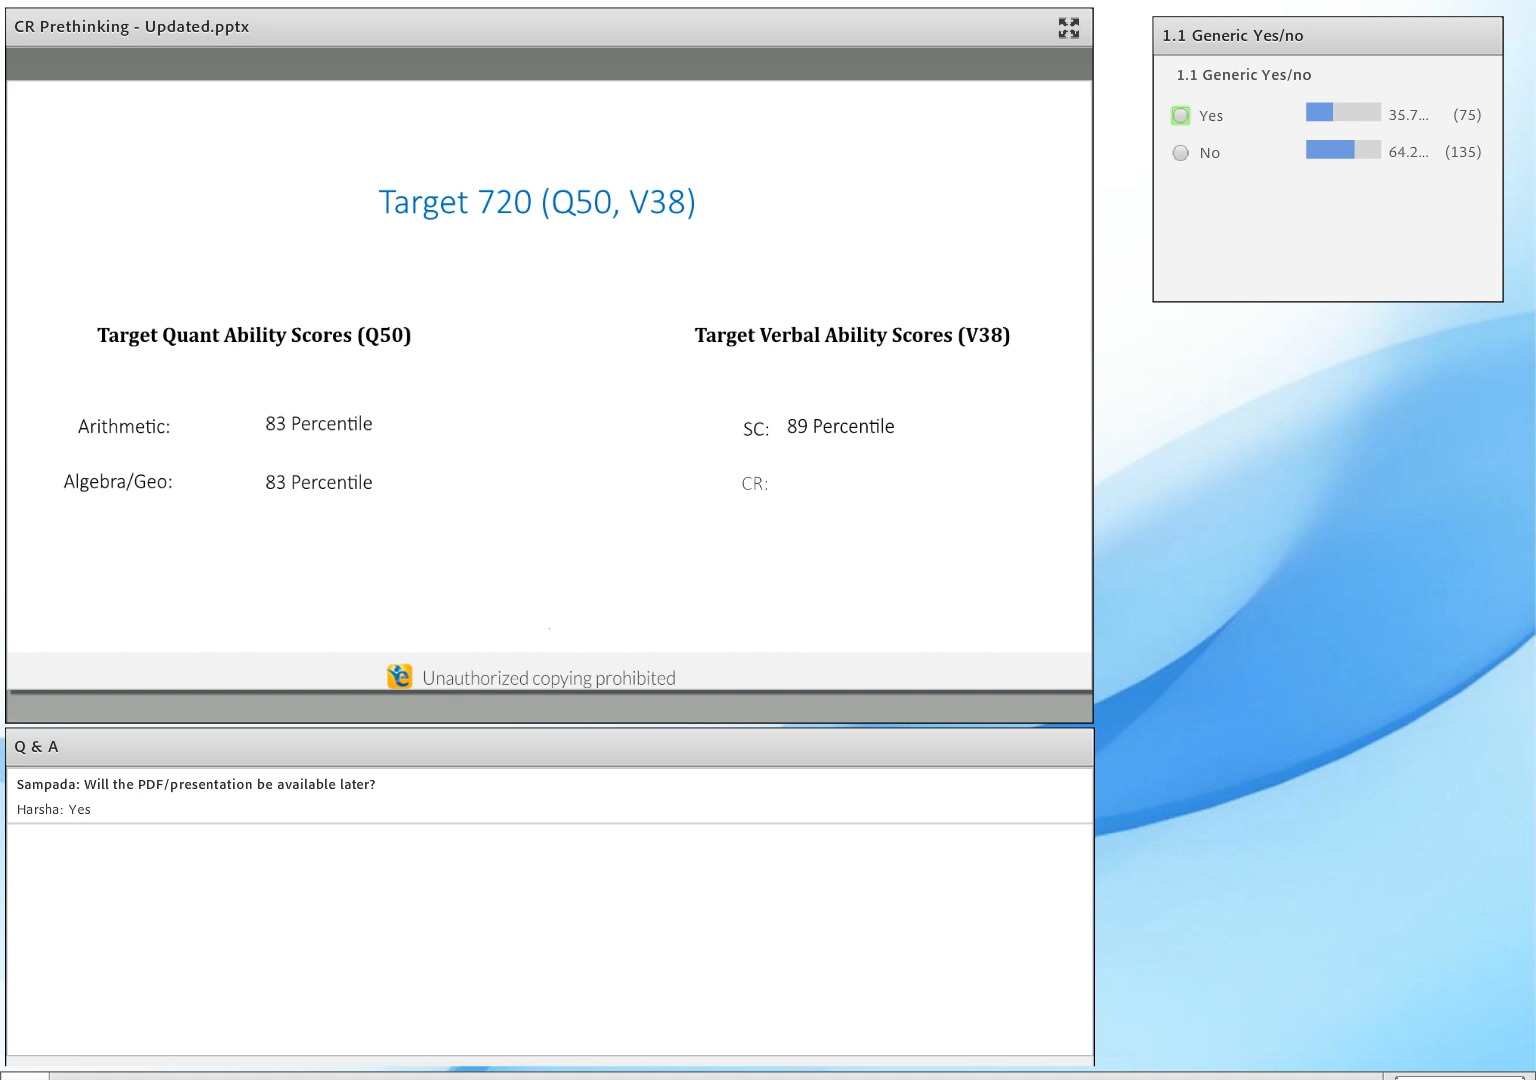 CR Prethinking - Updated.pptx
Target 720 (Q50, V38)
Target Quant Ability Scores (Q50)
Arithmetic: 83 Percentile
Algebra/Geo: 83 Percentile
Target Verbal Ability Scores (V38)
SC: 89 Percentile
CR:
Unauthorized copying prohibited
1.1 Generic Yes/no
1.1 Generic Yes/no
Yes 35.7... (75)
No 64.2... (135)
Q & A
Sampada: Will the PDF/presentation be available later?
Harsha: Yes